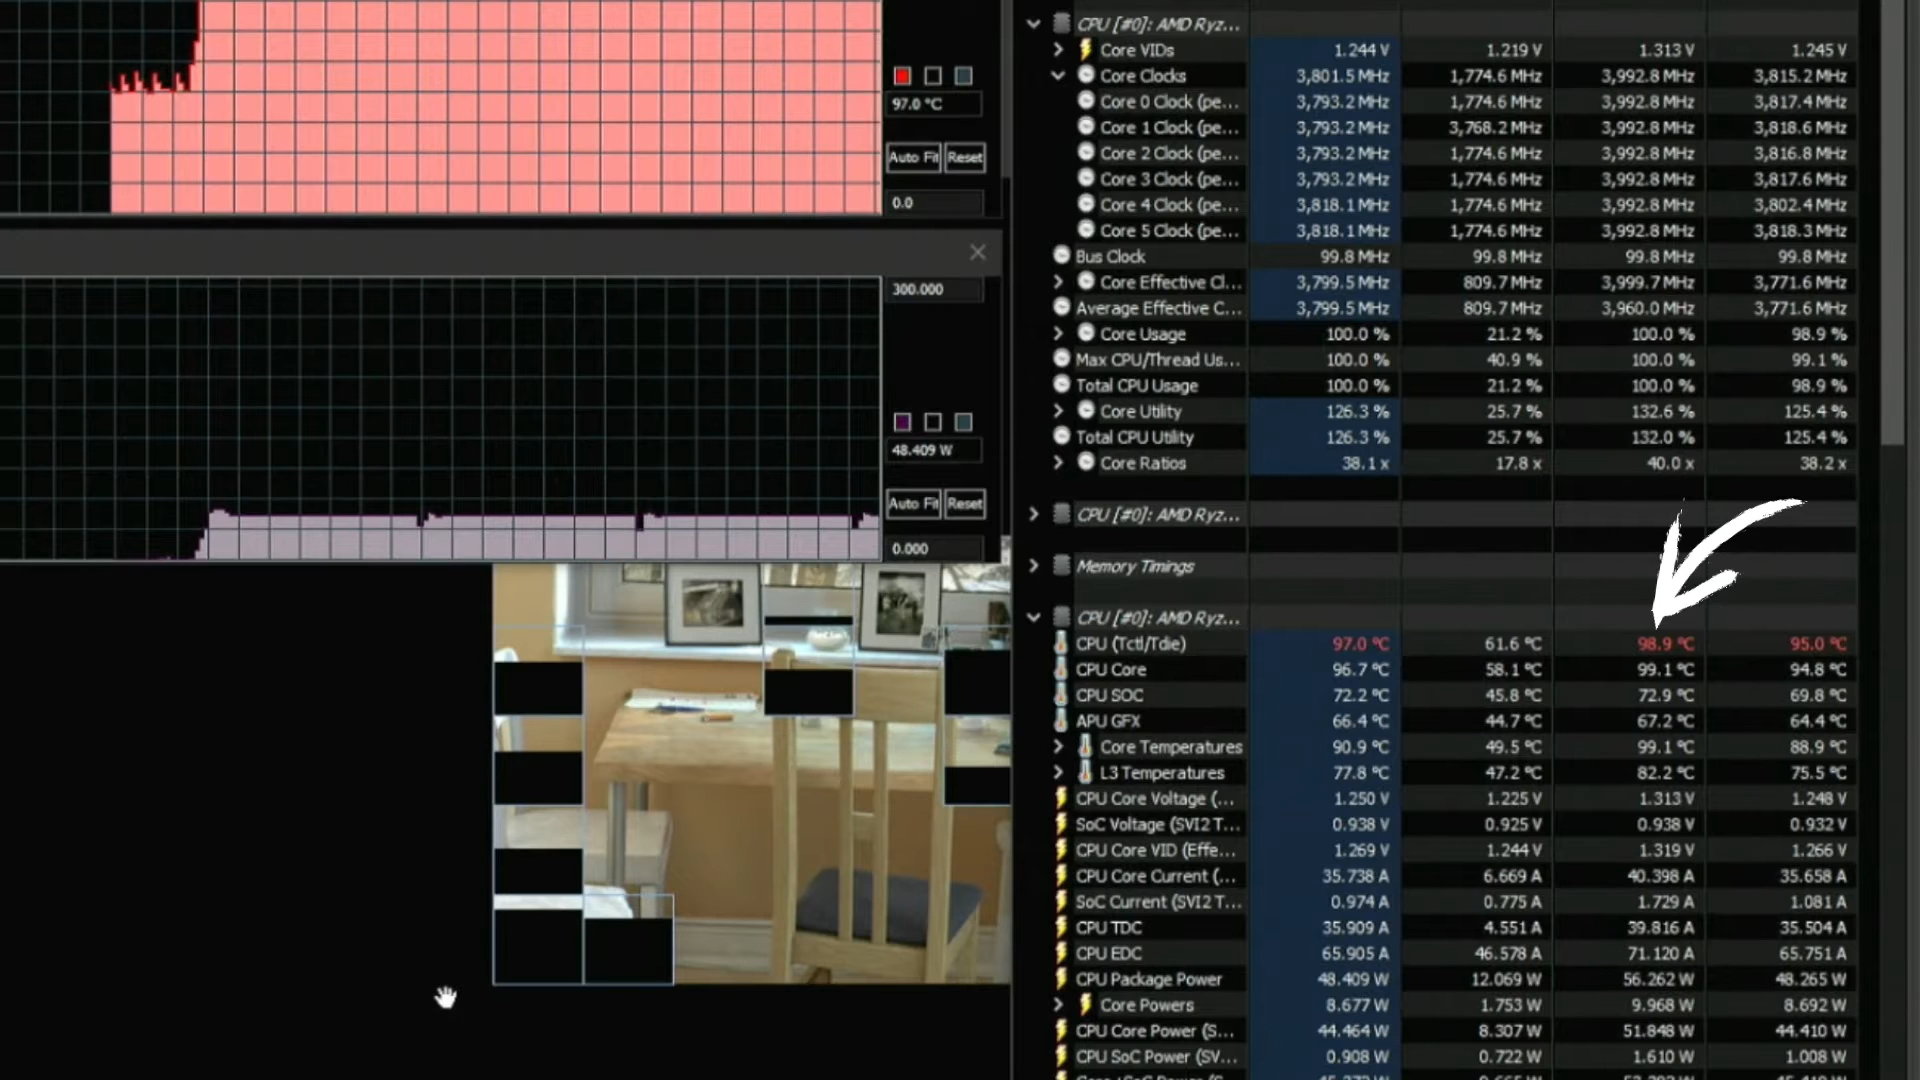 97.0 °C
Auto Fit Reset
0.0
300.000
48.409 W
Auto Fit Reset
0.000
CPU [#0]: AMD Ryz...
Core VIDs 1.244 V 1.219 V 1.313 V 1.245 V
Core Clocks 3,801.5 MHz 1,774.6 MHz 3,992.8 MHz 3,815.2 MHz
Core 0 Clock (pe... 3,793.2 MHz 1,774.6 MHz 3,992.8 MHz 3,817.4 MHz
Core 1 Clock (pe... 3,793.2 MHz 3,768.2 MHz 3,992.8 MHz 3,818.6 MHz
Core 2 Clock (pe... 3,793.2 MHz 1,774.6 MHz 3,992.8 MHz 3,816.8 MHz
Core 3 Clock (pe... 3,793.2 MHz 1,774.6 MHz 3,992.8 MHz 3,817.6 MHz
Core 4 Clock (pe... 3,818.1 MHz 1,774.6 MHz 3,992.8 MHz 3,802.4 MHz
Core 5 Clock (pe... 3,818.1 MHz 1,774.6 MHz 3,992.8 MHz 3,818.3 MHz
Bus Clock 99.8 MHz 99.8 MHz 99.8 MHz 99.8 MHz
Core Effective Cl... 3,799.5 MHz 809.7 MHz 3,999.7 MHz 3,771.6 MHz
Average Effective C... 3,799.5 MHz 809.7 MHz 3,960.0 MHz 3,771.6 MHz
Core Usage 100.0 % 21.2 % 100.0 % 98.9 %
Max CPU/Thread Us... 100.0 % 40.9 % 100.0 % 99.1 %
Total CPU Usage 100.0 % 21.2 % 100.0 % 98.9 %
Core Utility 126.3 % 25.7 % 132.6 % 125.4 %
Total CPU Utility 126.3 % 25.7 % 132.0 % 125.4 %
Core Ratios 38.1 x 17.8 x 40.0 x 38.2 x
CPU [#0]: AMD Ryz...
Memory Timings
CPU [#0]: AMD Ryz...
CPU (Tctl/Tdie) 97.0 °C 61.6 °C 98.9 °C 95.0 °C
CPU Core 96.7 °C 58.1 °C 99.1 °C 94.8 °C
CPU SOC 72.2 °C 45.8 °C 72.9 °C 69.8 °C
APU GFX 66.4 °C 44.7 °C 67.2 °C 64.4 °C
Core Temperatures 90.9 °C 49.5 °C 99.1 °C 88.9 °C
L3 Temperatures 77.8 °C 47.2 °C 82.2 °C 75.5 °C
CPU Core Voltage (... 1.250 V 1.225 V 1.313 V 1.248 V
SoC Voltage (SVI2 T... 0.938 V 0.925 V 0.938 V 0.932 V
CPU Core VID (Effe... 1.269 V 1.244 V 1.319 V 1.266 V
CPU Core Current (... 35.738 A 6.669 A 40.398 A 35.658 A
SoC Current (SVI2 T... 0.974 A 0.775 A 1.729 A 1.081 A
CPU TDC 35.909 A 4.551 A 39.816 A 35.504 A
CPU EDC 65.905 A 46.578 A 71.120 A 65.751 A
CPU Package Power 48.409 W 12.069 W 56.262 W 48.265 W
Core Powers 8.677 W 1.753 W 9.968 W 8.692 W
CPU Core Power (S... 44.464 W 8.307 W 51.848 W 44.410 W
CPU SoC Power (SV... 0.908 W 0.722 W 1.610 W 1.008 W